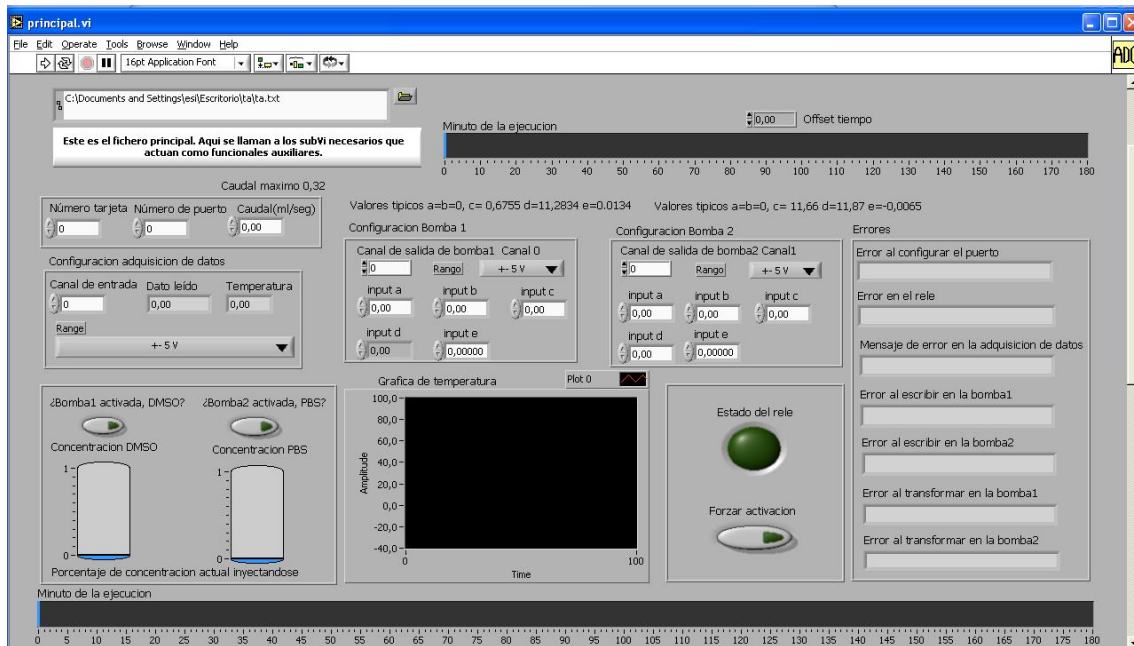 principal.vi
File Edit Operate Tools Browse Window Help
16pt Application Font
C:\Documents and Settings\esi\Escritorio\ta\ta.txt
Este es el fichero principal. Aqui se llaman a los subVi necesarios que
actuan como funcionales auxiliares.
0,00 Offset tiempo
Minuto de la ejecucion
0 10 20 30 40 50 60 70 80 90 100 110 120 130 140 150 160 170 180
Caudal maximo 0,32
Número tarjeta Número de puerto Caudal(ml/seg)
0 0 0,00
Configuracion adquisicion de datos
Canal de entrada Dato leído Temperatura
0 0,00 0,00
Range
+- 5 V
Valores tipicos a=b=0, c= 0,6755 d=11,2834 e=0.0134
Configuracion Bomba 1
Canal de salida de bomba1 Canal 0
0 Rango +- 5 V
input a input b input c
0,00 0,00 0,00
input d input e
0,00 0,00000
Valores tipicos a=b=0, c= 11,66 d=11,87 e=-0,0065
Configuracion Bomba 2
Canal de salida de bomba2 Canal1
0 Rango +- 5 V
input a input b input c
0,00 0,00 0,00
input d input e
0,00 0,00000
Errores
Error al configurar el puerto
Error en el rele
Mensaje de error en la adquisicion de datos
Error al escribir en la bomba1
Error al escribir en la bomba2
Error al transformar en la bomba1
Error al transformar en la bomba2
¿Bomba1 activada, DMSO? ¿Bomba2 activada, PBS?
Concentracion DMSO Concentracion PBS
1 1
0 0
Porcentaje de concentracion actual inyectandose
Grafica de temperatura Plot 0
100,0
80,0
60,0
40,0
20,0
0,0
-20,0
-40,0
Amplitude
0 100
Time
Estado del rele
Forzar activacion
Minuto de la ejecucion
0 5 10 15 20 25 30 35 40 45 50 55 60 65 70 75 80 85 90 95 100 105 110 115 120 125 130 135 140 145 150 155 160 165 170 175 180